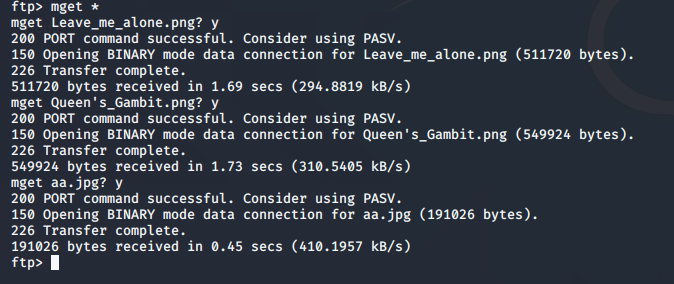 ftp> mget *
mget Leave_me_alone.png? y
200 PORT command successful. Consider using PASV.
150 Opening BINARY mode data connection for Leave_me_alone.png (511720 bytes).
226 Transfer complete.
511720 bytes received in 1.69 secs (294.8819 kB/s)
mget Queen's_Gambit.png? y
200 PORT command successful. Consider using PASV.
150 Opening BINARY mode data connection for Queen's_Gambit.png (549924 bytes).
226 Transfer complete.
549924 bytes received in 1.73 secs (310.5405 kB/s)
mget aa.jpg? y
200 PORT command successful. Consider using PASV.
150 Opening BINARY mode data connection for aa.jpg (191026 bytes).
226 Transfer complete.
191026 bytes received in 0.45 secs (410.1957 kB/s)
ftp>